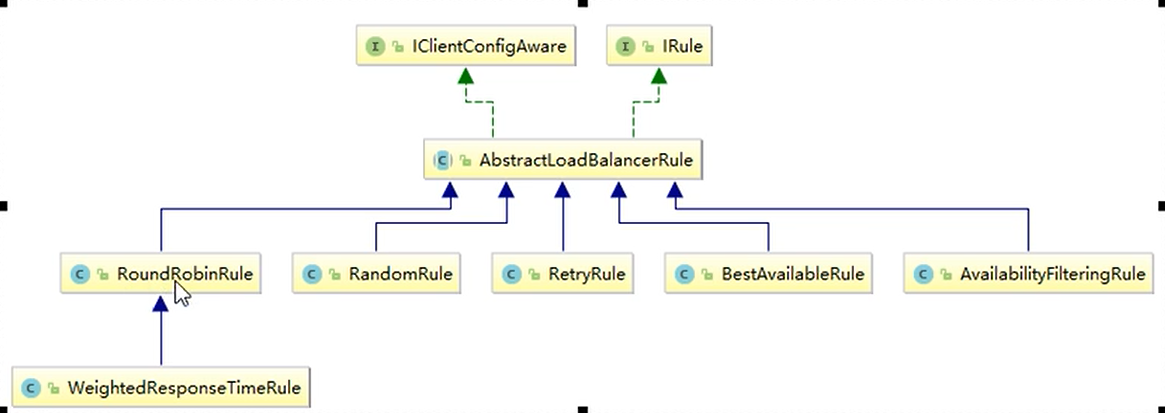 I IClientConfigAware
I IRule
C AbstractLoadBalancerRule
C RoundRobinRule
C RandomRule
C RetryRule
C BestAvailableRule
C AvailabilityFilteringRule
C WeightedResponseTimeRule